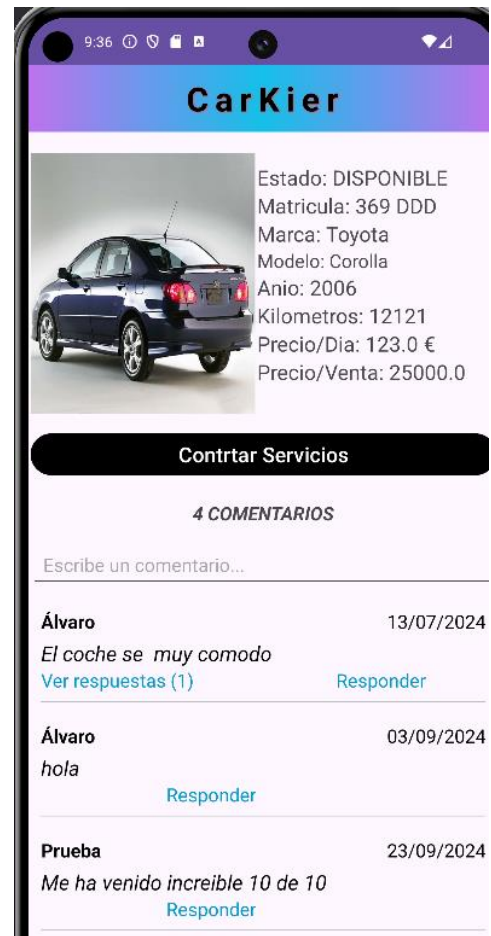 9:36
CarKier
Estado: DISPONIBLE
Matricula: 369 DDD
Marca: Toyota
Modelo: Corolla
Anio: 2006
Kilometros: 12121
Precio/Dia: 123.0 €
Precio/Venta: 25000.0
Contrtar Servicios
4 COMENTARIOS
Escribe un comentario...
Álvaro 13/07/2024
El coche se muy comodo
Ver respuestas (1) Responder
Álvaro 03/09/2024
hola
Responder
Prueba 23/09/2024
Me ha venido increible 10 de 10
Responder